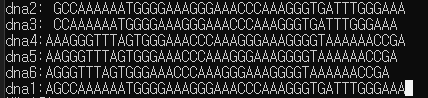 dna2: GCCAAAAAATGGGGAAAGGGAAACCCAAAGGGTGATTTGGGAAA
dna3: CCAAAAAATGGGGAAAGGGAAACCCAAAGGGTGATTTGGGAAA
dna4:AAAGGGTTTAGTGGGAAACCCAAAGGGAAAGGGGTAAAAAACCGA
dna5:AAGGGTTTAGTGGGAAACCCAAAGGGAAAGGGGTAAAAAACCGA
dna6:AGGGTTTAGTGGGAAACCCAAAGGGAAAGGGGTAAAAAACCGA
dna1:AGCCAAAAAATGGGGAAAGGGAAACCCAAAGGGTGATTTGGGAAA